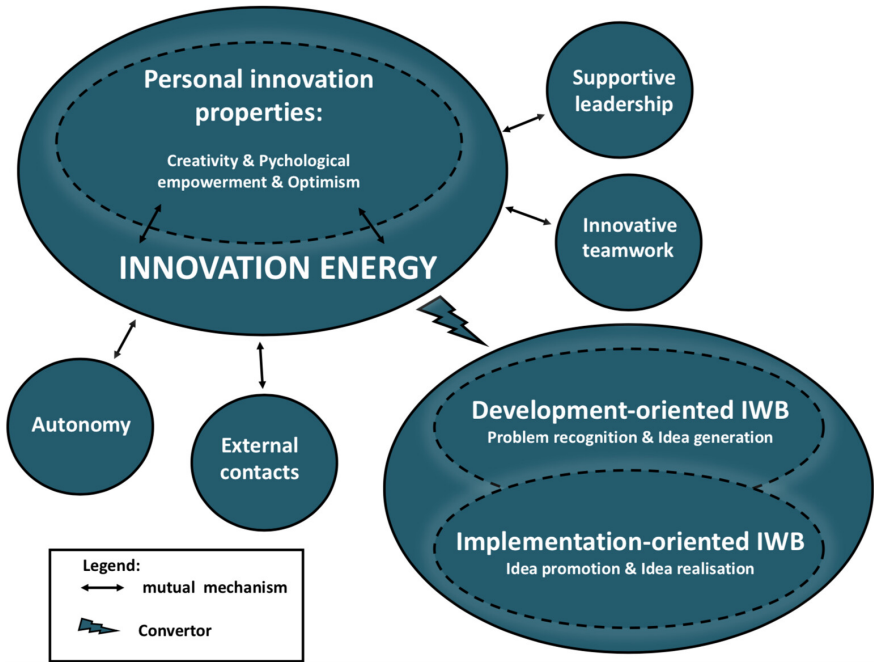 Personal innovation
properties:
Creativity & Pychological
empowerment & Optimism
INNOVATION ENERGY
Supportive
leadership
Innovative
teamwork
Autonomy
External
contacts
Development-oriented IWB
Problem recognition & Idea generation
Implementation-oriented IWB
Idea promotion & Idea realisation
Legend:
mutual mechanism
Convertor